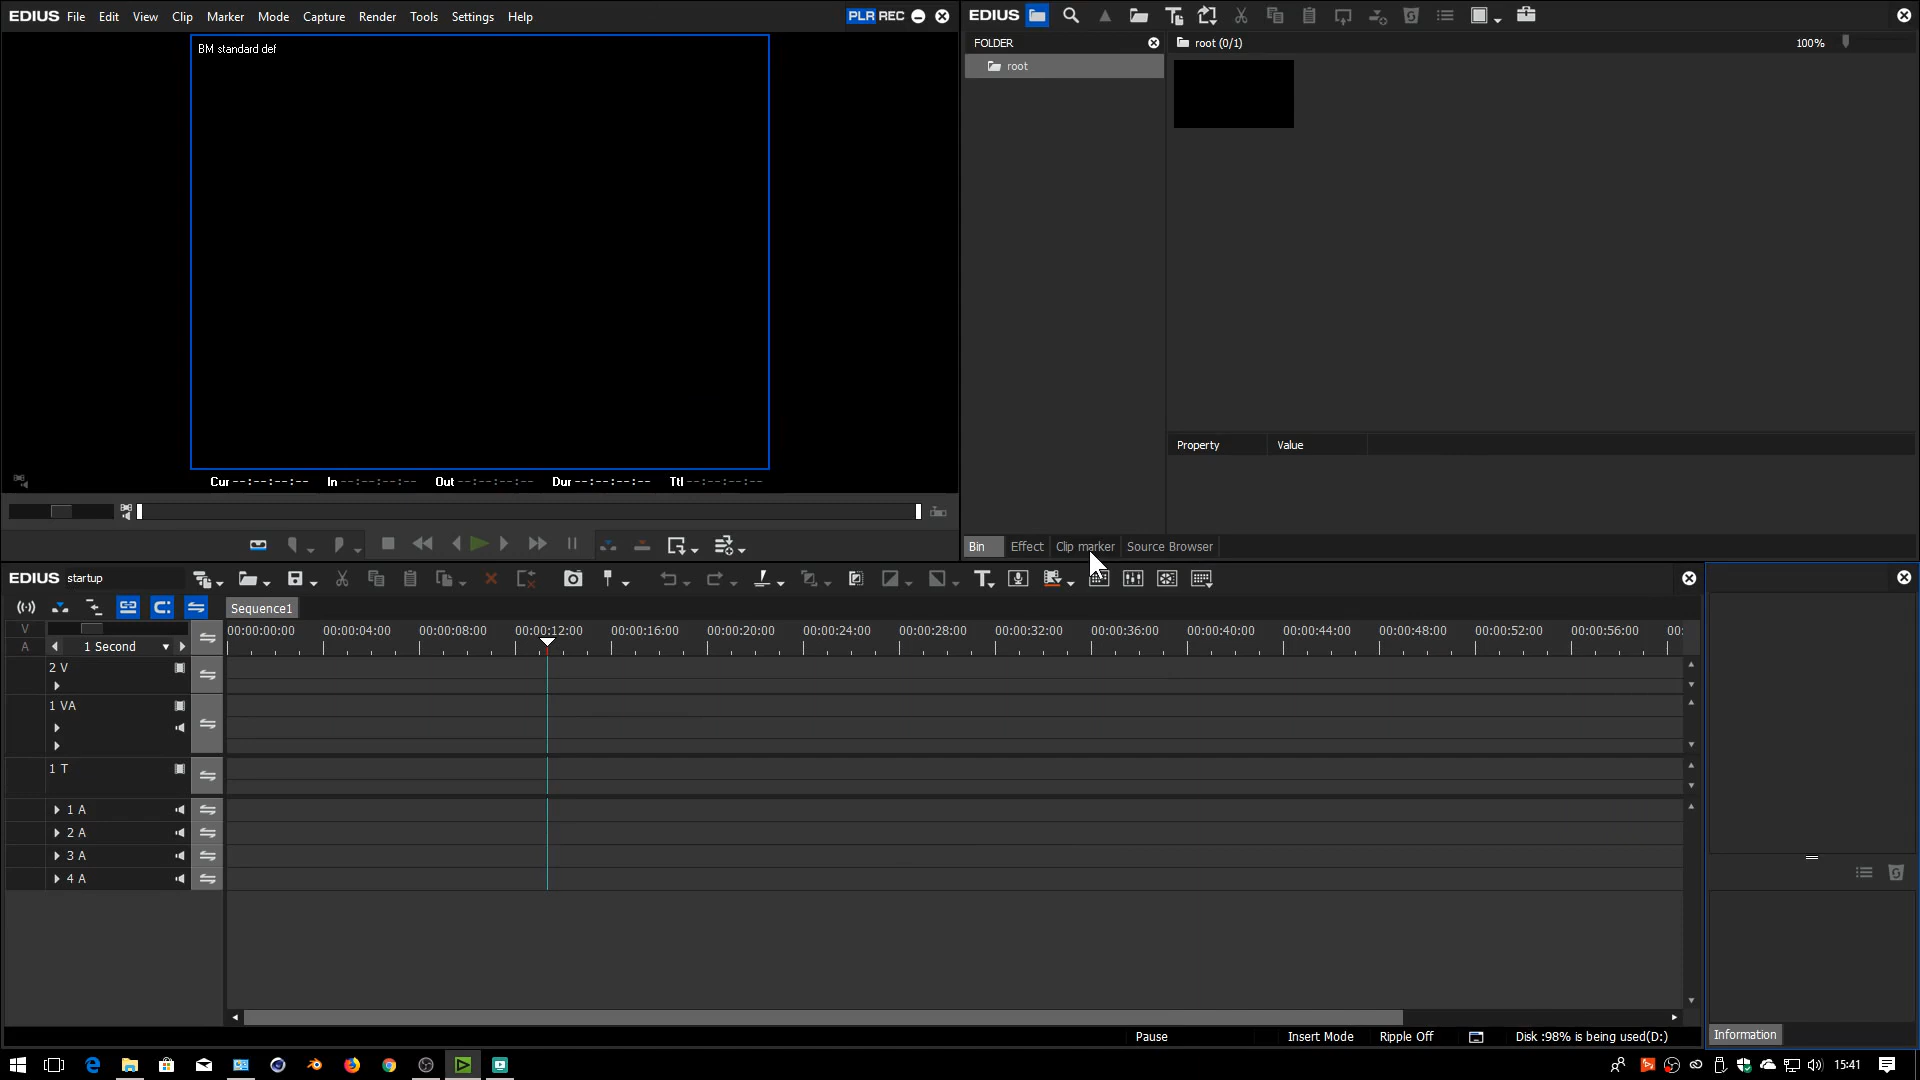 EDIUS File Edit View Clip Marker Mode Capture Render Tools Settings Help PLR REC
BM standard def
Cur --:--:--:-- In --:--:--:-- Out --:--:--:-- Dur --:--:--:-- Ttl --:--:--:--
EDIUS
FOLDER
root
root (0/1)
100%
Property Value
Bin Effect Clip marker Source Browser
EDIUS startup
Sequence1
V
A
1 Second
00:00:00:00 00:00:04:00 00:00:08:00 00:00:12:00 00:00:16:00 00:00:20:00 00:00:24:00 00:00:28:00 00:00:32:00 00:00:36:00 00:00:40:00 00:00:44:00 00:00:48:00 00:00:52:00 00:00:56:00 00:
2 V
1 VA
1 T
1 A
2 A
3 A
4 A
Information
Pause Insert Mode Ripple Off Disk :98% is being used(D:)
15:41